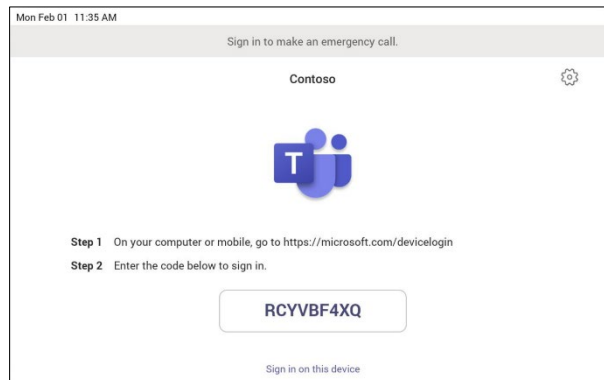 Mon Feb 01 11:35 AM
Sign in to make an emergency call.
Contoso
T
Step 1 On your computer or mobile, go to https://microsoft.com/devicelogin
Step 2 Enter the code below to sign in.
RCYVBF4XQ
Sign in on this device